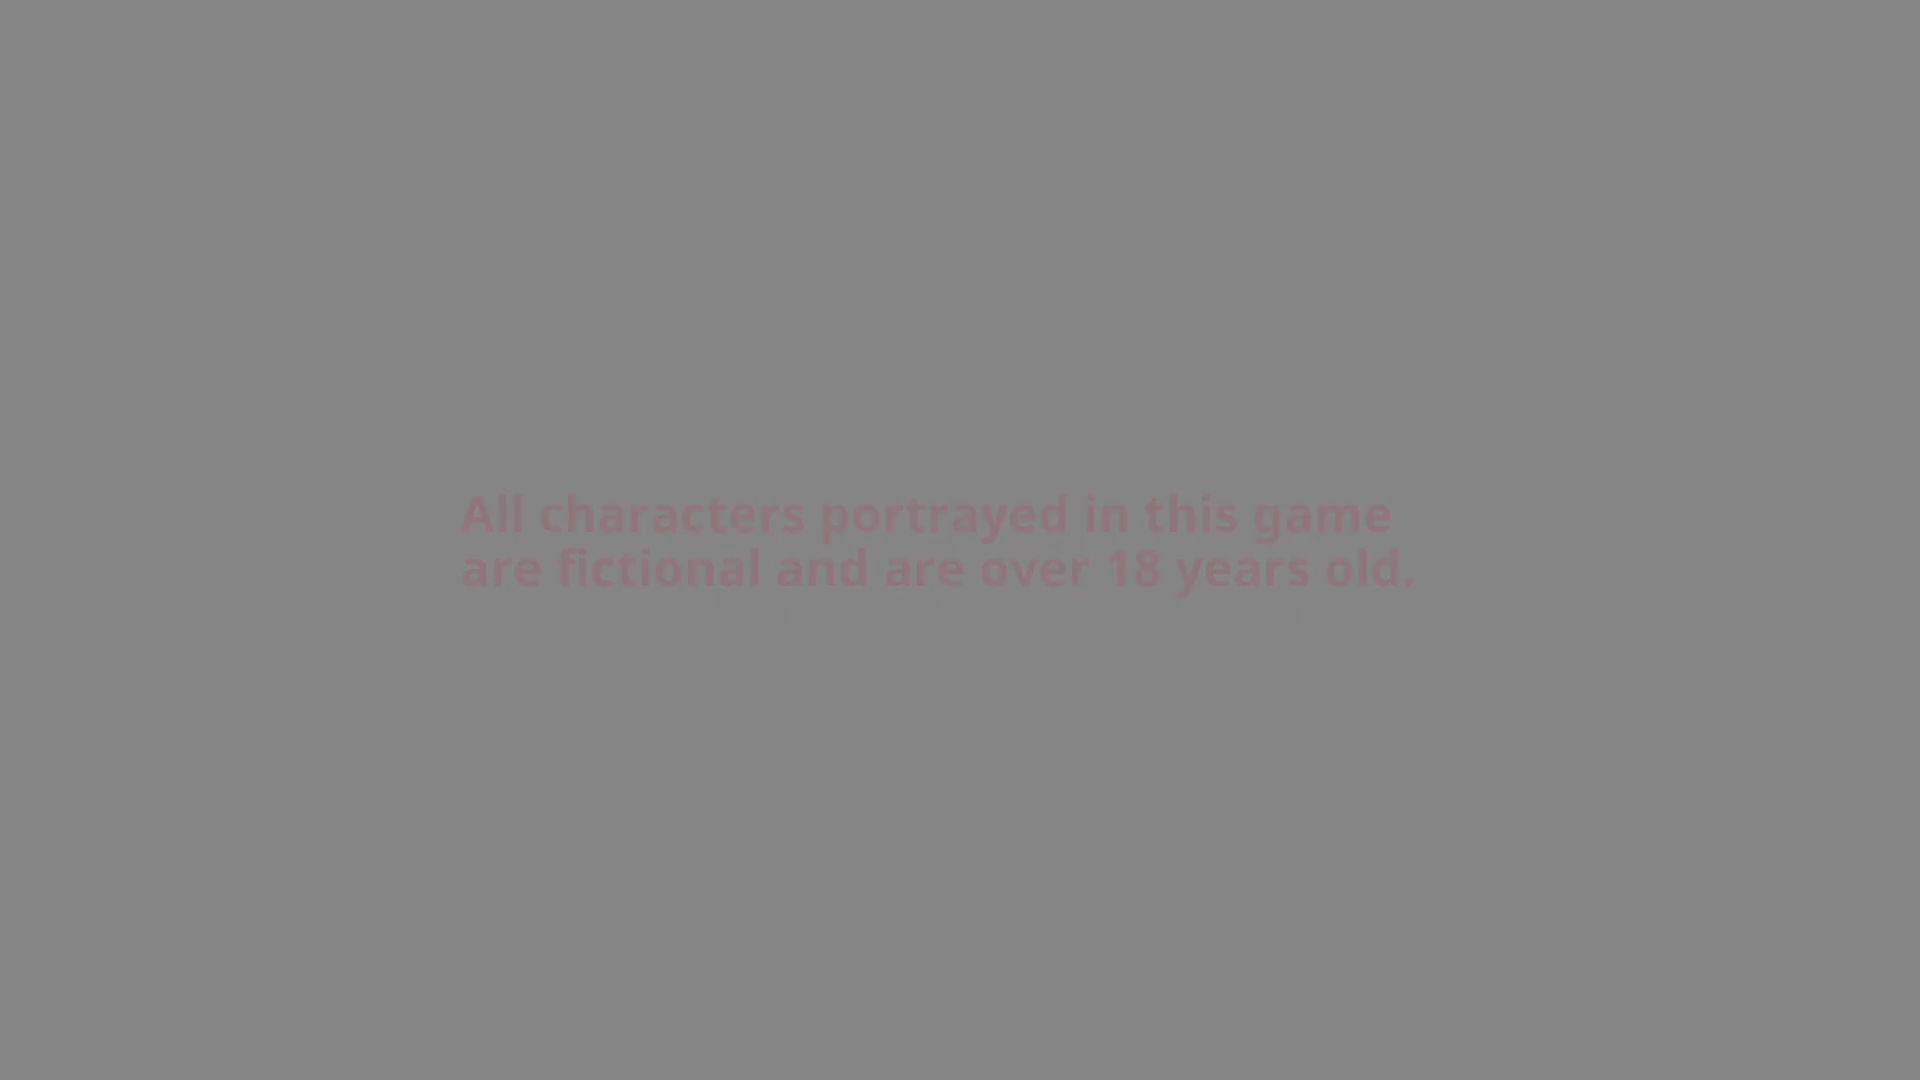 All characters portrayed in this game
are fictional and are over 18 years old.